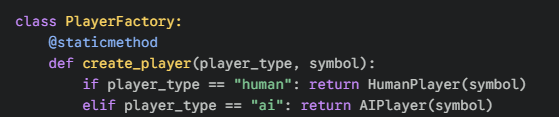 class PlayerFactory:
    @staticmethod
    def create_player(player_type, symbol):
        if player_type == "human": return HumanPlayer(symbol)
        elif player_type == "ai": return AIPlayer(symbol)